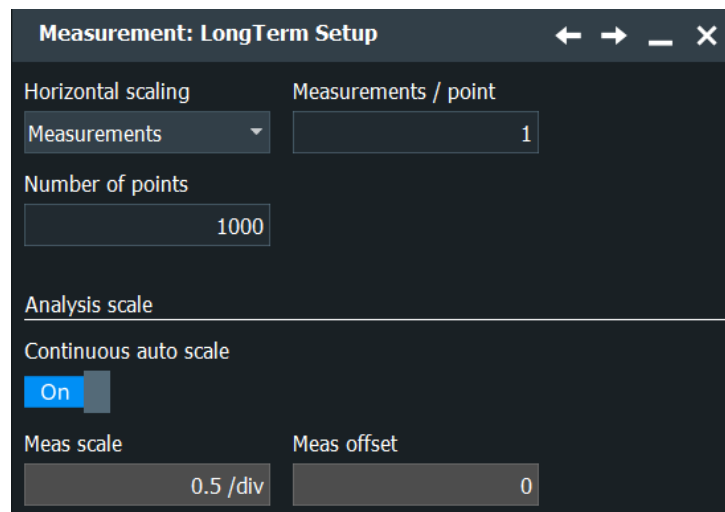 Measurement: LongTerm Setup
Horizontal scaling Measurements / point
Measurements 1
Number of points
1000
Analysis scale
Continuous auto scale
On
Meas scale Meas offset
0.5 /div 0